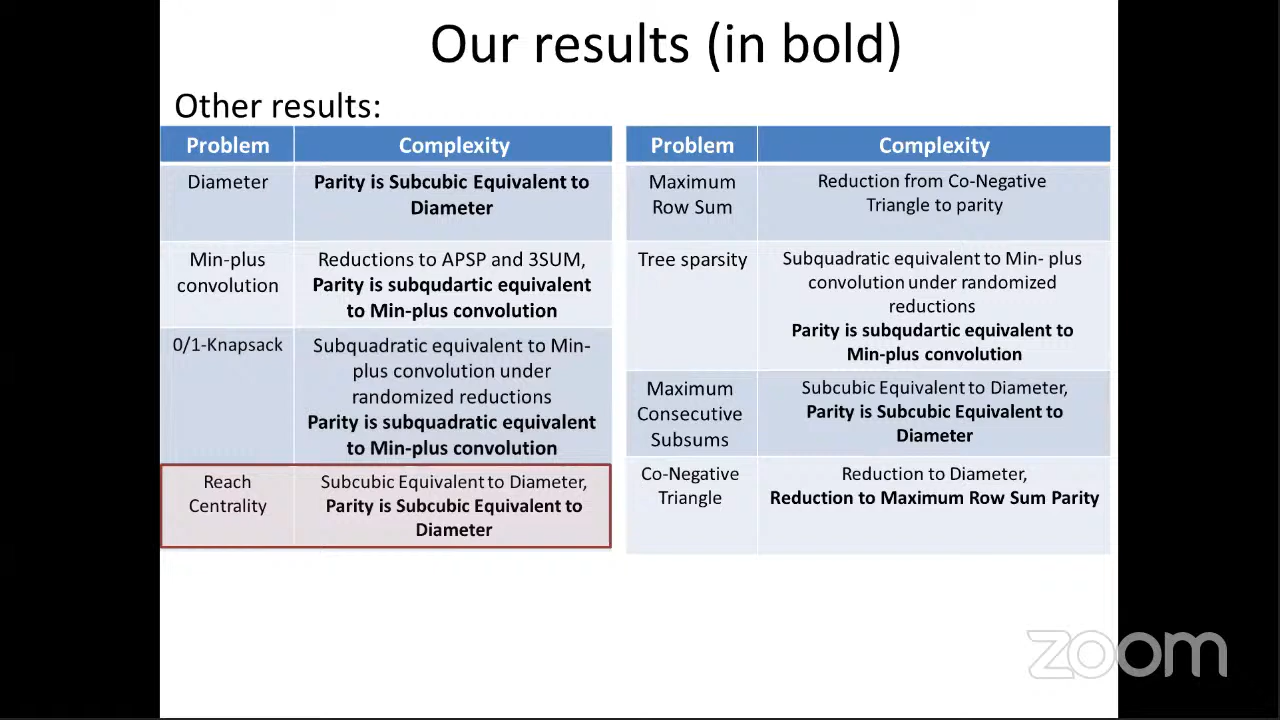 Our results (in bold)
Other results:
Problem
Complexity
Diameter
Parity is Subcubic Equivalent to
Diameter
Min-plus
convolution
Reductions to APSP and 3SUM,
Parity is subqudartic equivalent
to Min-plus convolution
0/1-Knapsack
Subquadratic equivalent to Min-
plus convolution under
randomized reductions
Parity is subquadratic equivalent
to Min-plus convolution
Reach
Centrality
Subcubic Equivalent to Diameter,
Parity is Subcubic Equivalent to
Diameter
Problem
Complexity
Maximum
Row Sum
Reduction from Co-Negative
Triangle to parity
Tree sparsity
Subquadratic equivalent to Min- plus
convolution under randomized
reductions
Parity is subqudartic equivalent to
Min-plus convolution
Maximum
Consecutive
Subsums
Subcubic Equivalent to Diameter,
Parity is Subcubic Equivalent to
Diameter
Co-Negative
Triangle
Reduction to Diameter,
Reduction to Maximum Row Sum Parity
zoom